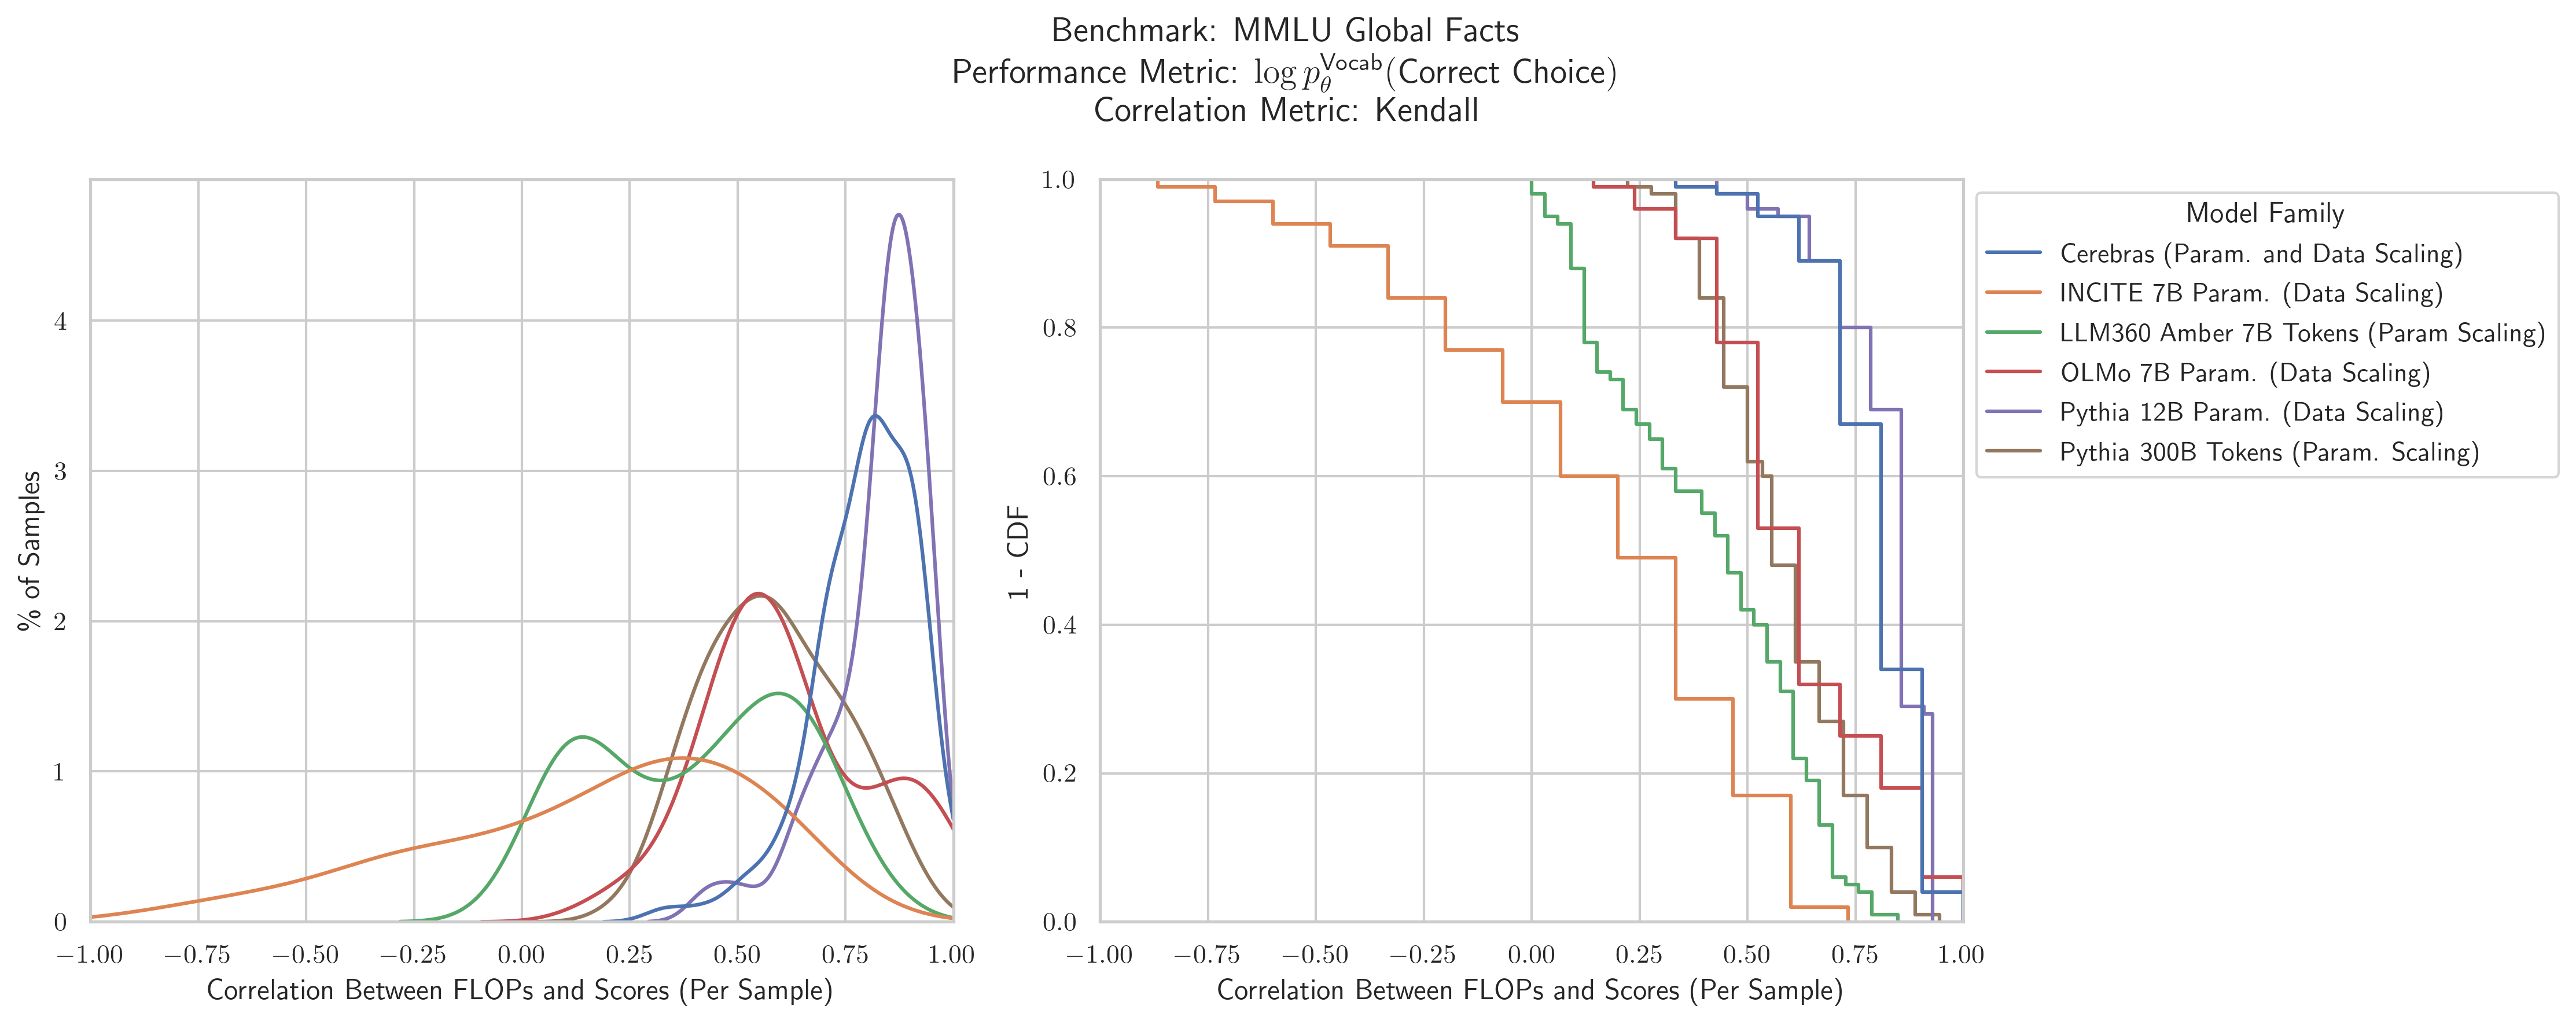 Benchmark: MMLU Global Facts
Performance Metric: log p_θ^Vocab(Correct Choice)
Correlation Metric: Kendall
% of Samples
4
3
2
1
0
−1.00 −0.75 −0.50 −0.25 0.00 0.25 0.50 0.75 1.00
Correlation Between FLOPs and Scores (Per Sample)
1 - CDF
1.0
0.8
0.6
0.4
0.2
0.0
−1.00 −0.75 −0.50 −0.25 0.00 0.25 0.50 0.75 1.00
Correlation Between FLOPs and Scores (Per Sample)
Model Family
Cerebras (Param. and Data Scaling)
INCITE 7B Param. (Data Scaling)
LLM360 Amber 7B Tokens (Param Scaling)
OLMo 7B Param. (Data Scaling)
Pythia 12B Param. (Data Scaling)
Pythia 300B Tokens (Param. Scaling)